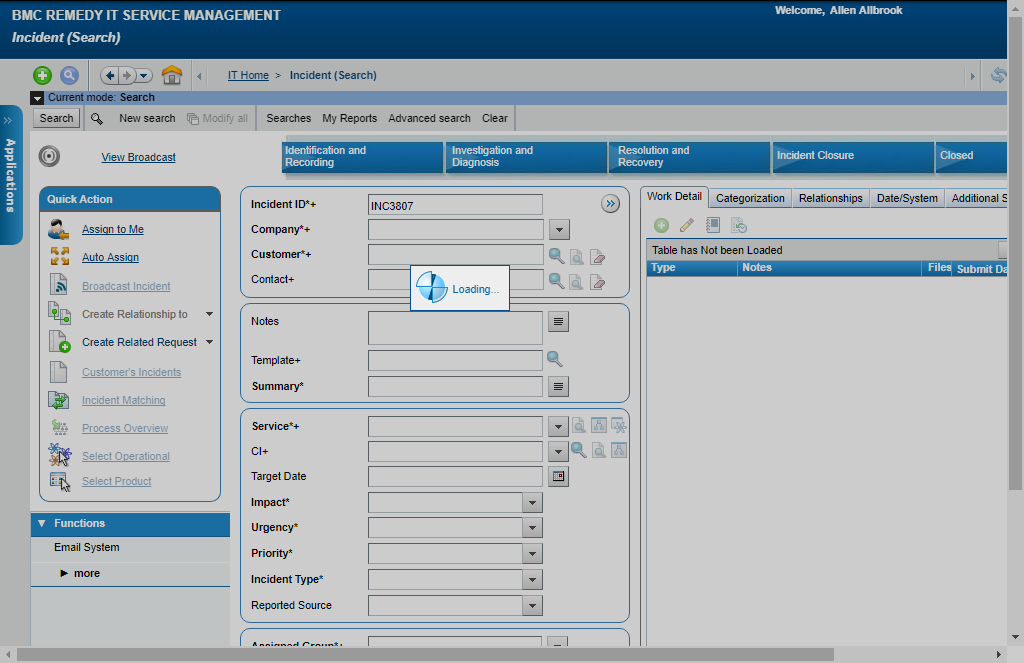 BMC REMEDY IT SERVICE MANAGEMENT
Welcome, Allen Allbrook
Incident (Search)
IT Home > Incident (Search)
Current mode: Search
Search New search Modify all Searches My Reports Advanced search Clear
Applications
View Broadcast
Identification and
Recording
Investigation and
Diagnosis
Resolution and
Recovery
Incident Closure
Closed
Quick Action
Assign to Me
Auto Assign
Broadcast Incident
Create Relationship to
Create Related Request
Customer's Incidents
Incident Matching
Process Overview
Select Operational
Select Product
Functions
Email System
more
Incident ID*+ INC3807
Company*+
Customer*+
Contact+
Loading...
Notes
Template+
Summary*
Service*+
CI+
Target Date
Impact*
Urgency*
Priority*
Incident Type*
Reported Source
Assigned Group*+
Work Detail Categorization Relationships Date/System Additional S
Table has Not been Loaded
Type Notes Files Submit Da